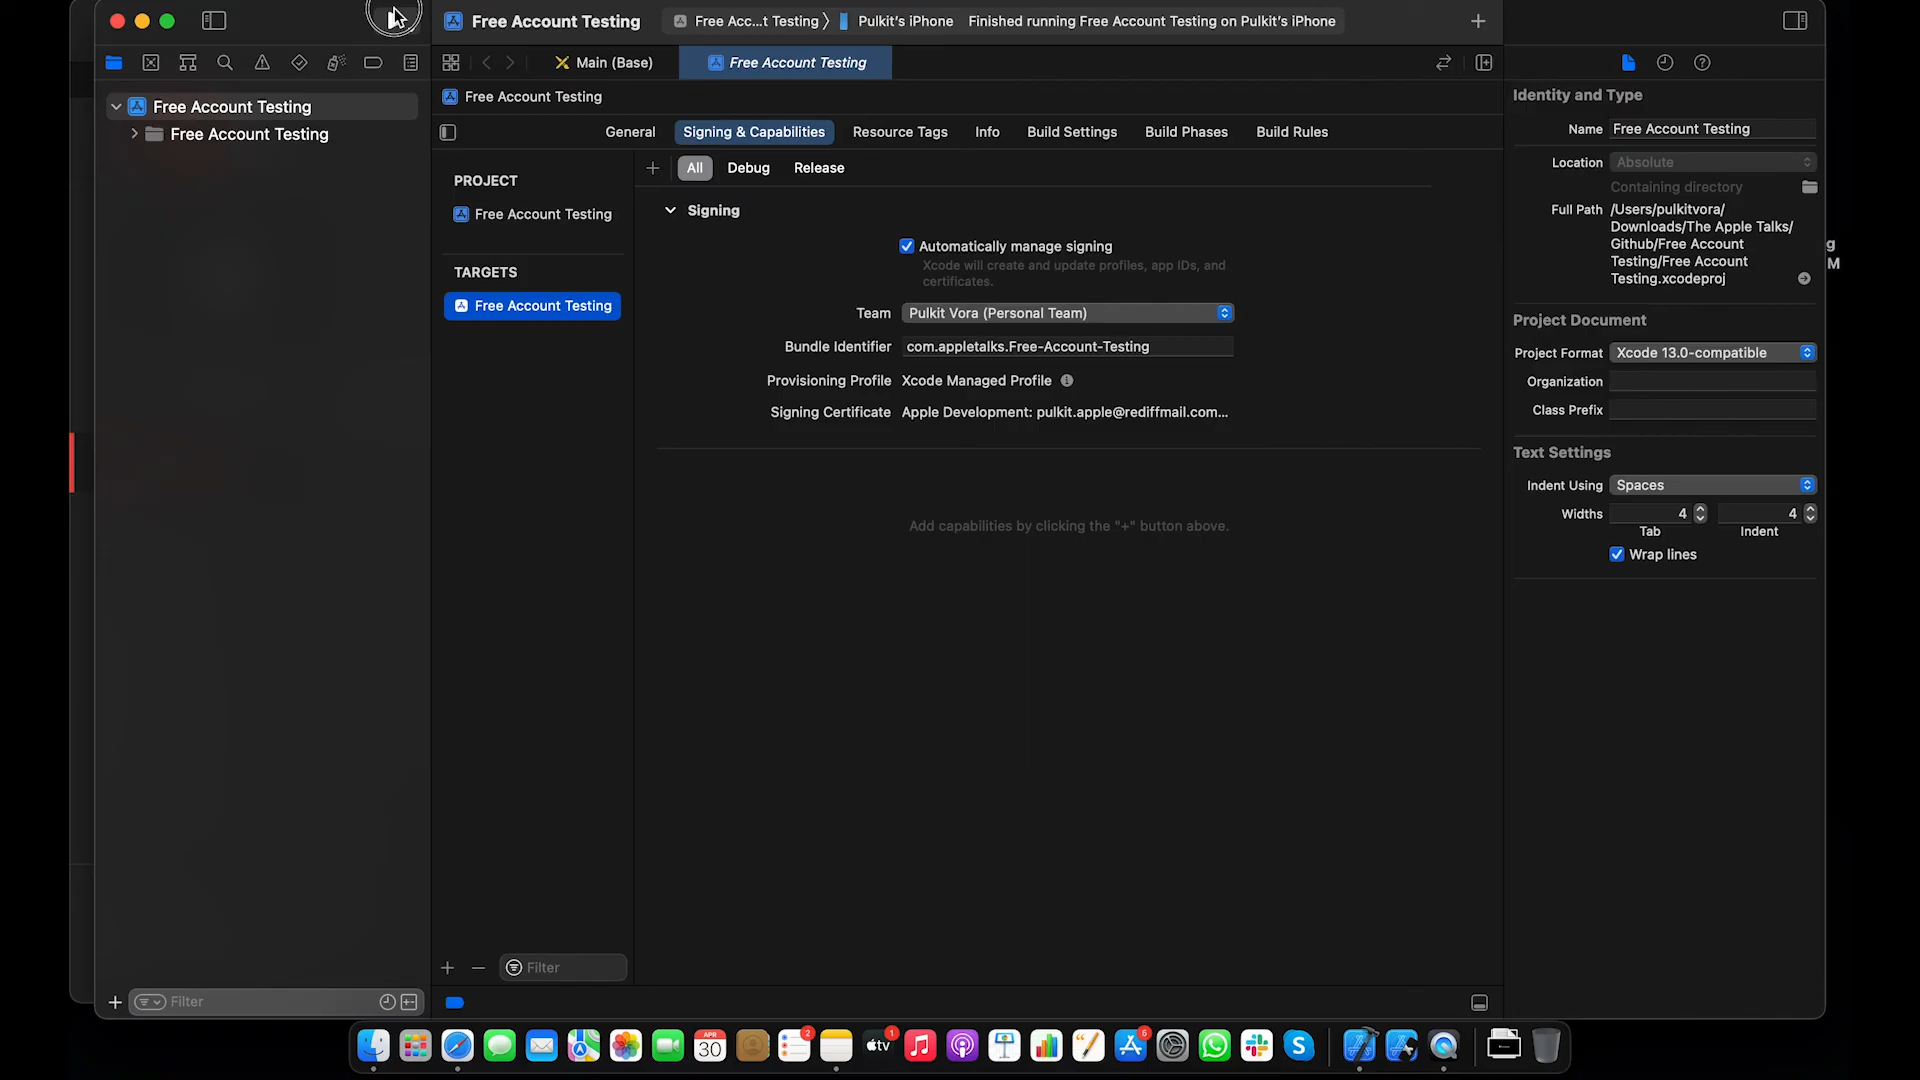 Free Account Testing
Free Acc...t Testing 〉 Pulkit's iPhone Finished running Free Account Testing on Pulkit's iPhone
Main (Base)
Free Account Testing
Free Account Testing
Free Account Testing
Free Account Testing
General
Signing & Capabilities
Resource Tags
Info
Build Settings
Build Phases
Build Rules
PROJECT
Free Account Testing
TARGETS
Free Account Testing
All
Debug
Release
Signing
Automatically manage signing
Xcode will create and update profiles, app IDs, and
certificates.
Team Pulkit Vora (Personal Team)
Bundle Identifier com.appletalks.Free-Account-Testing
Provisioning Profile Xcode Managed Profile
Signing Certificate Apple Development: pulkit.apple@rediffmail.com...
Add capabilities by clicking the "+" button above.
Filter
Filter
Identity and Type
Name Free Account Testing
Location Absolute
Containing directory
Full Path /Users/pulkitvora/
Downloads/The Apple Talks/
Github/Free Account
Testing/Free Account
Testing.xcodeproj
g
M
Project Document
Project Format Xcode 13.0-compatible
Organization
Class Prefix
Text Settings
Indent Using Spaces
Widths 4 4
Tab Indent
Wrap lines
APR
30
2
tv
1
6